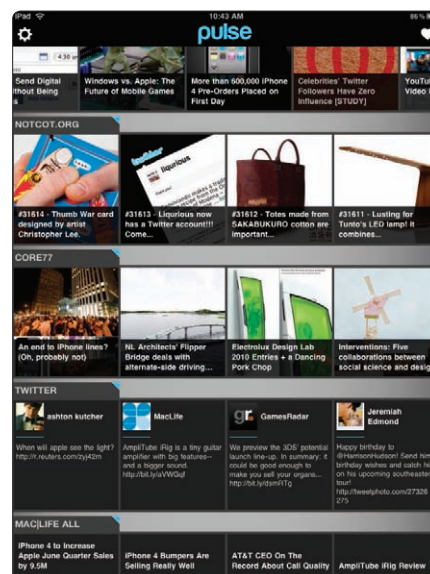 iPad 10:43 AM 86%
pulse
Send Digital
thout Being
s
Windows vs. Apple: The
Future of Mobile Games
More than 600,000 iPhone
4 Pre-Orders Placed on
First Day
Celebrities' Twitter
Followers Have Zero
Influence [STUDY]
YouTu
Video
NOTCOT.ORG
twitter
liqurious
#31614 - Thumb War card
designed by artist
Christopher Lee.
#31613 - Liqurious now
has a Twitter account!!!
Come...
#31612 - Totes made from
SAKABUKURO cotton are
important...
#31611 - Lusting for
Tunto's LED lamp! It
combines...
CORE77
An end to iPhone lines?
(Oh, probably not)
NL Architects' Flipper
Bridge deals with
alternate-side driving...
Electrolux Design Lab
2010 Entries + a Dancing
Pork Chop
Interventions: Five
collaborations between
social science and desig
TWITTER
ashton kutcher
When will apple see the light?
http://r.reuters.com/zyj42m
MacLife
AmpliTube iRig is a tiny guitar
amplifier with big features--
and a bigger sound.
http://bit.ly/aVWGqf
gr. GamesRadar
We preview the 3DS' potential
launch line-up. In summary: it
could be good enough to
make you sell your organs...
http://bit.ly/dsmRTg
Jeremiah
Edmond
Happy birthday to
@HarrisonHudson! Send him
birthday wishes and catch hi
on his upcoming southeaster
tour!
http://tweetphoto.com/27326
275
MAC|LIFE ALL
iPhone 4 to Increase
Apple June Quarter Sales
by 9.5M
iPhone 4 Bumpers Are
Selling Really Well
AT&T CEO On The
Record About Call Quality
AmpliTube iRig Review